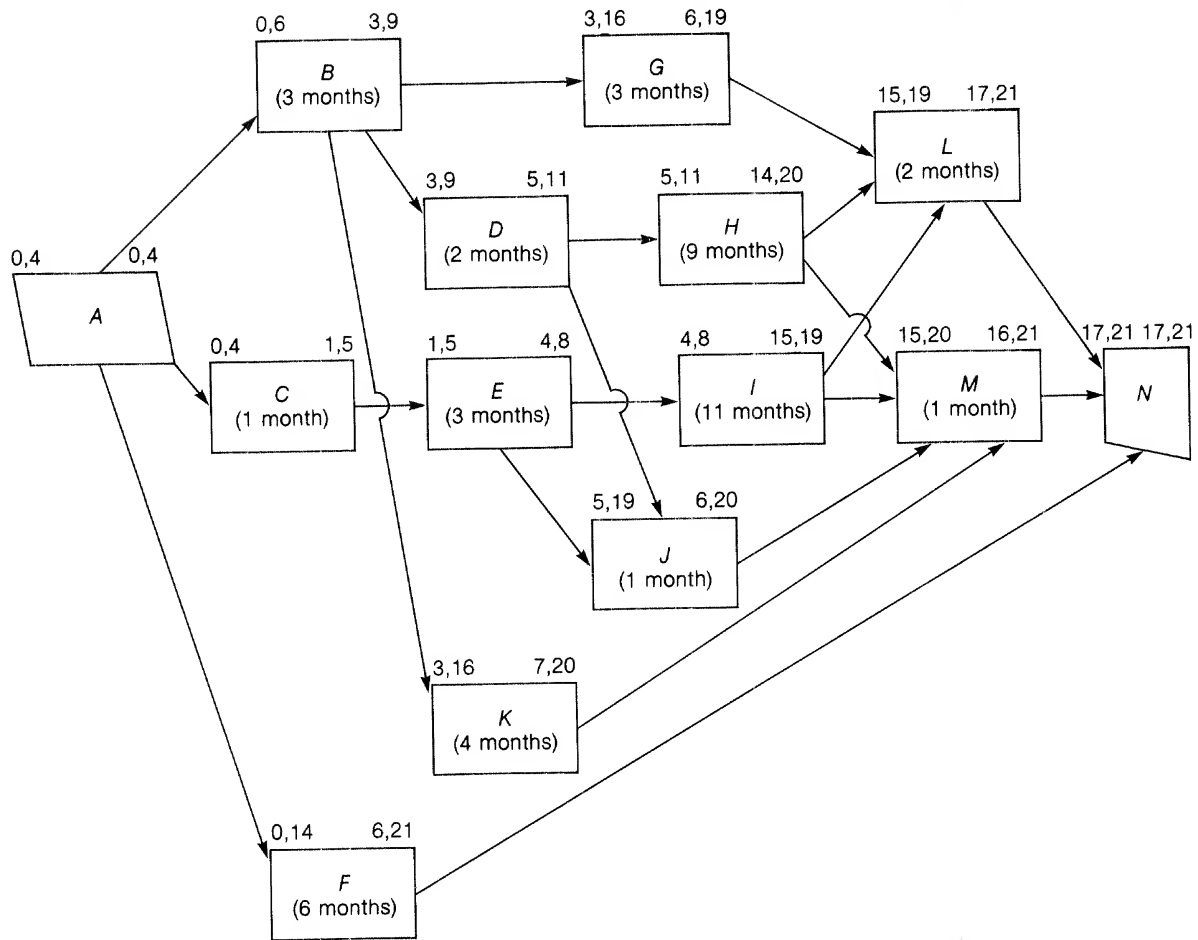 0,6 3,9
B
(3 months)
3,16 6,19
G
(3 months)
15,19 17,21
L
(2 months)
3,9 5,11
D
(2 months)
5,11 14,20
H
(9 months)
0,4 0,4
A
0,4 1,5
C
(1 month)
1,5 4,8
E
(3 months)
4,8 15,19
I
(11 months)
15,20 16,21
M
(1 month)
17,21 17,21
N
5,19 6,20
J
(1 month)
3,16 7,20
K
(4 months)
0,14 6,21
F
(6 months)